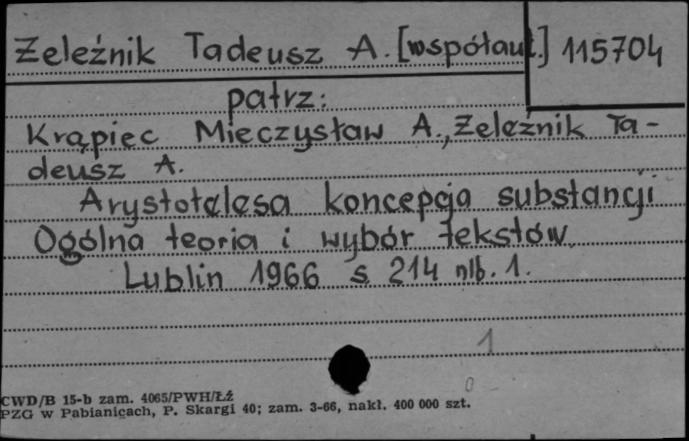 Żeleźnik Tadeusz A. [współaut.] 115704
patrz:
Krąpiec Mieczysław A., Żeleźnik Ta-
deusz A.
Arystotelesa koncepcja substancji
Ogólna teoria i wybór tekstów
Lublin 1966 s 214 nlb. 1.
1
0
CWD/B 15-b zam. 4065/PWH/ŁŹ
PZG w Pabianicach, P. Skargi 40; zam. 3-66, nakł. 400 000 szt.